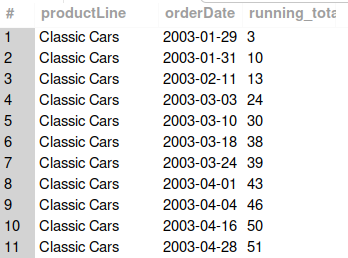 # productLine orderDate running_tota
1 Classic Cars 2003-01-29 3
2 Classic Cars 2003-01-31 10
3 Classic Cars 2003-02-11 13
4 Classic Cars 2003-03-03 24
5 Classic Cars 2003-03-10 30
6 Classic Cars 2003-03-18 38
7 Classic Cars 2003-03-24 39
8 Classic Cars 2003-04-01 43
9 Classic Cars 2003-04-04 46
10 Classic Cars 2003-04-16 50
11 Classic Cars 2003-04-28 51